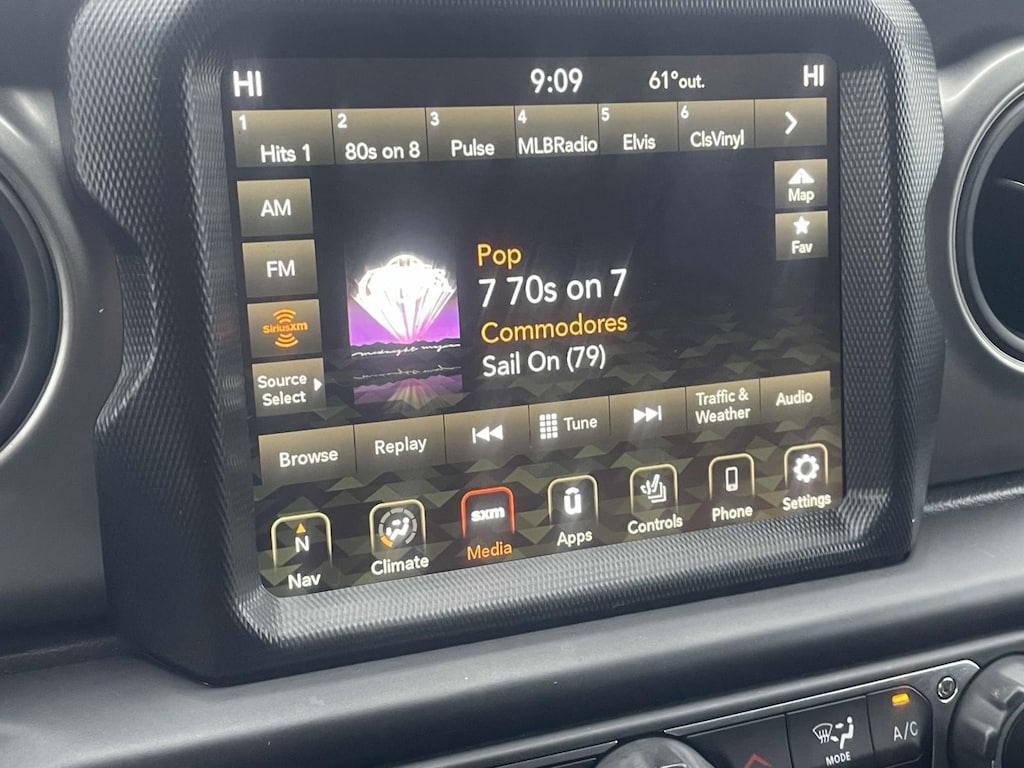 HI 9:09 61°out. HI
1 2 3 4 5 6
Hits 1 80s on 8 Pulse MLBRadio Elvis ClsVinyl
AM
Map
FM
Fav
SiriusXM
Source
Select
Pop
7 70s on 7
Commodores
Sail On (79)
midnight magic
Browse Replay Tune Traffic &
Weather Audio
N
Nav
Climate
sxm
Media
û
Apps
Controls
Phone
Settings
MODE
A/C